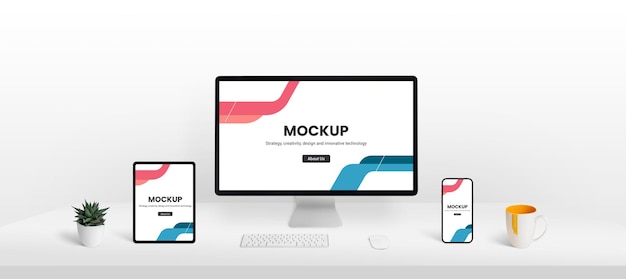 MOCKUP
Strategy, creativity, design and innovative technology
About Us
MOCKUP
Strategy, creativity, design and innovative technology
About Us
MOCKUP